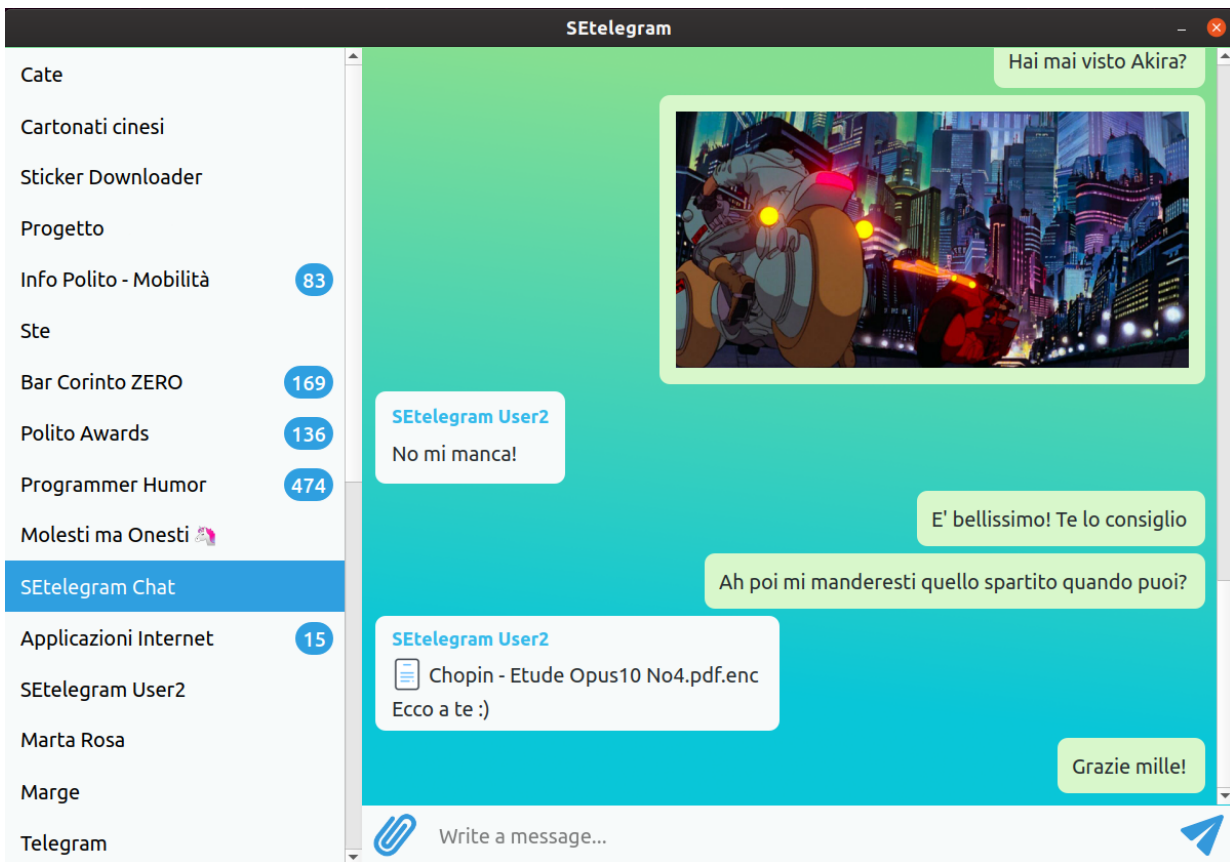 SEtelegram
Cate
Cartonati cinesi
Sticker Downloader
Progetto
Info Polito - Mobilità 83
Ste
Bar Corinto ZERO 169
Polito Awards 136
Programmer Humor 474
Molesti ma Onesti 🦄
SEtelegram Chat
Applicazioni Internet 15
SEtelegram User2
Marta Rosa
Marge
Telegram
Hai mai visto Akira?
SEtelegram User2
No mi manca!
E' bellissimo! Te lo consiglio
Ah poi mi manderesti quello spartito quando puoi?
SEtelegram User2
Chopin - Etude Opus10 No4.pdf.enc
Ecco a te :)
Grazie mille!
Write a message...